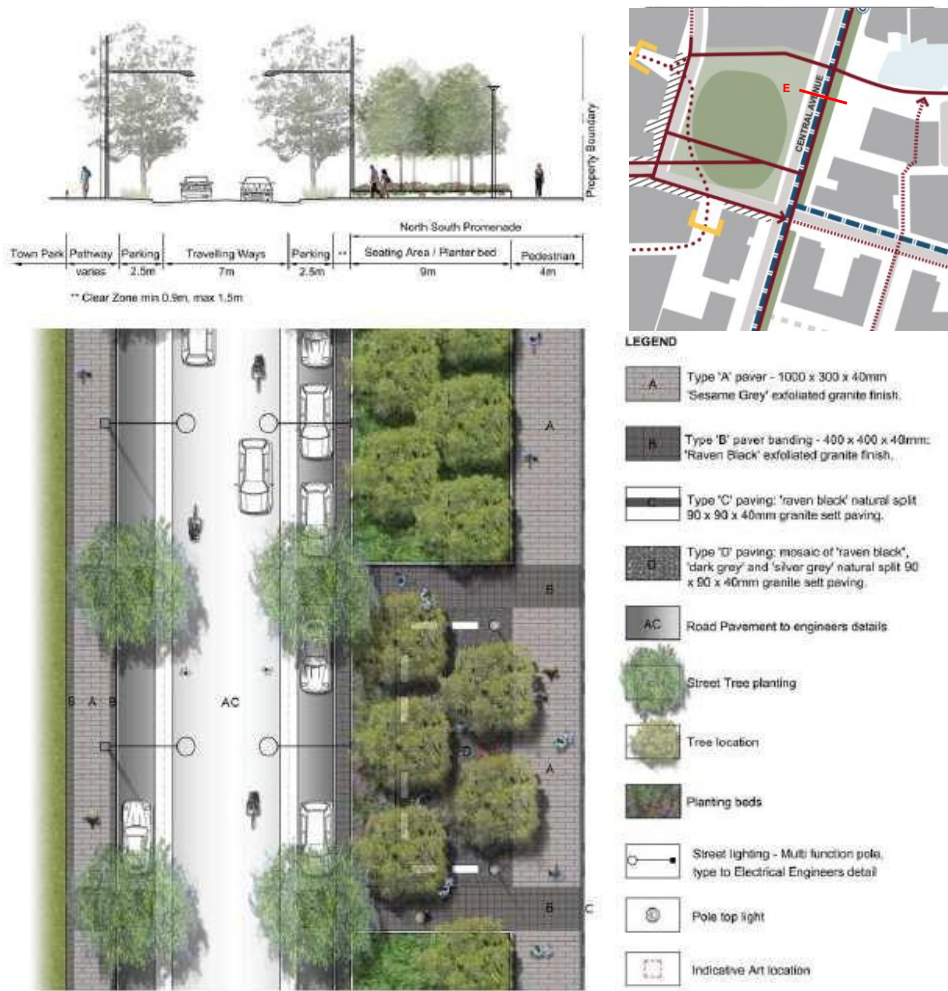 E
CENTRAL AVENUE
Property Boundary
North South Promenade
Town Park
Pathway
Parking
Travelling Ways
Parking
**
Seating Area / Planter bed
Pedestrian
varies
2.5m
7m
2.5m
9m
4m
** Clear Zone min 0.9m, max 1.5m
A
B
B
A
B
AC
A
B
C
LEGEND
A
Type 'A' paver - 1000 x 300 x 40mm
'Sesame Grey' exfoliated granite finish.
B
Type 'B' paver banding - 400 x 400 x 40mm:
'Raven Black' exfoliated granite finish.
C
Type 'C' paving: 'raven black' natural split
90 x 90 x 40mm granite sett paving.
D
Type 'D' paving: mosaic of 'raven black",
'dark grey' and 'silver grey' natural split 90
x 90 x 40mm granite sett paving.
AC
Road Pavement to engineers details
Street Tree planting
Tree location
Planting beds
Street lighting - Multi function pole,
type to Electrical Engineers detail
Pole top light
Indicative Art location